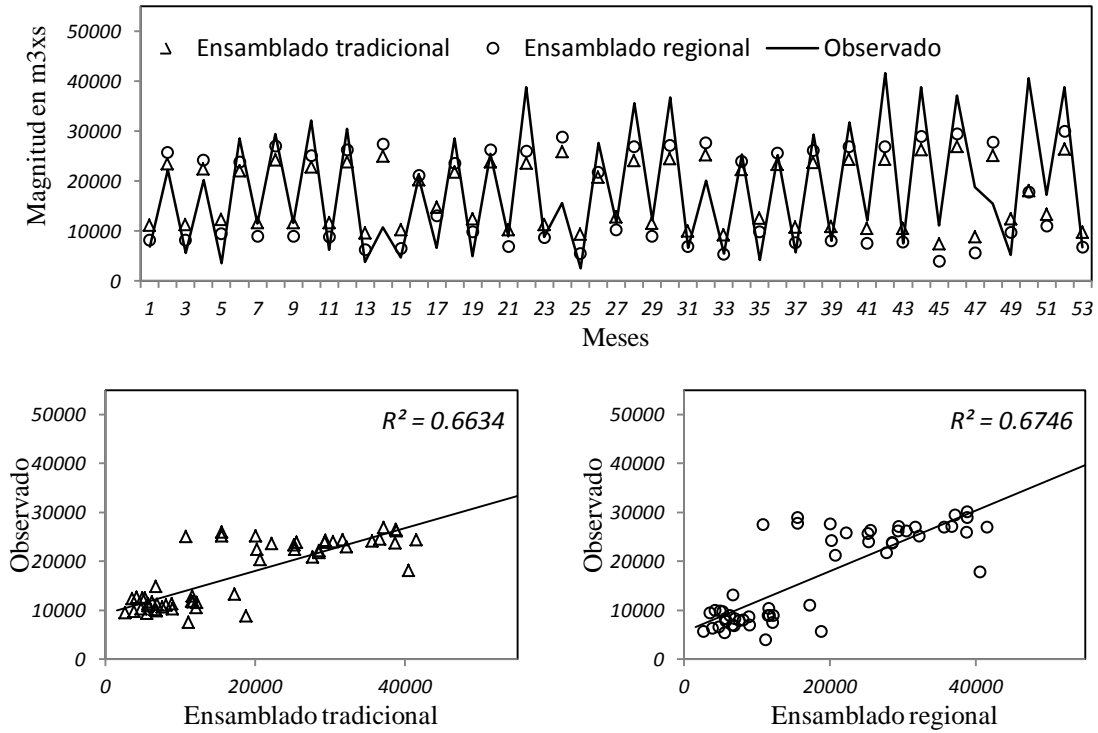 50000
40000
30000
20000
10000
0
Magnitud en m3xs
Ensamblado tradicional Ensamblado regional Observado
1 3 5 7 9 11 13 15 17 19 21 23 25 27 29 31 33 35 37 39 41 43 45 47 49 51 53
Meses
50000
40000
30000
20000
10000
0
Observado
R² = 0.6634
0 20000 40000
Ensamblado tradicional
50000
40000
30000
20000
10000
0
Observado
R² = 0.6746
0 20000 40000
Ensamblado regional